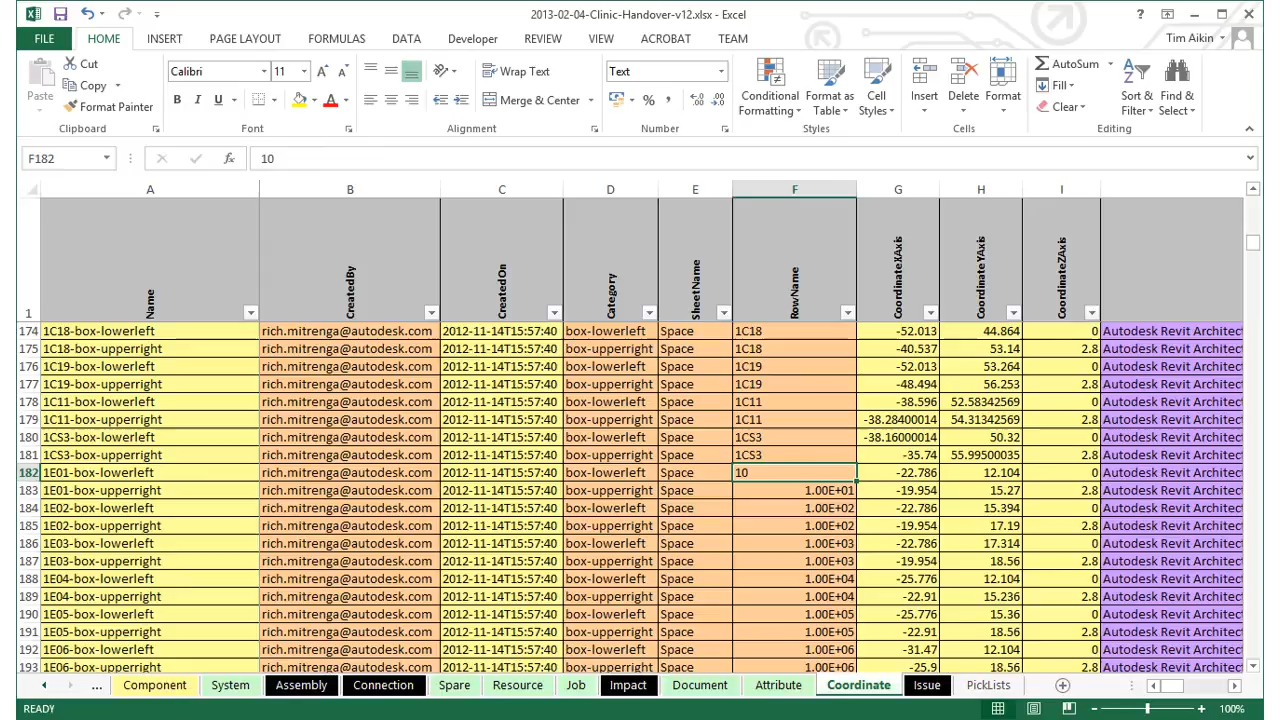 2013-02-04-Clinic-Handover-v12.xlsx - Excel
?
FILE HOME INSERT PAGE LAYOUT FORMULAS DATA Developer REVIEW VIEW ACROBAT TEAM Tim Aikin
Paste Cut Calibri 11 Wrap Text Text Conditional Formatting Format as Table Cell Styles Insert Delete Format AutoSum Sort & Filter Find & Select
Copy Fill
Format Painter B I U A Merge & Center % , Clear
Clipboard Font Alignment Number Styles Cells Editing
F182 fx 10
A B C D E F G H I
1 Name CreatedBy CreatedOn Category SheetName RowName CoordinateXAxis CoordinateYAxis CoordinateZAxis
174 1C18-box-lowerleft rich.mitrenga@autodesk.com 2012-11-14T15:57:40 box-lowerleft Space 1C18 -52.013 44.864 0 Autodesk Revit Architect
175 1C18-box-upperright rich.mitrenga@autodesk.com 2012-11-14T15:57:40 box-upperright Space 1C18 -40.537 53.14 2.8 Autodesk Revit Architect
176 1C19-box-lowerleft rich.mitrenga@autodesk.com 2012-11-14T15:57:40 box-lowerleft Space 1C19 -52.013 53.264 0 Autodesk Revit Architect
177 1C19-box-upperright rich.mitrenga@autodesk.com 2012-11-14T15:57:40 box-upperright Space 1C19 -48.494 56.253 2.8 Autodesk Revit Architect
178 1C11-box-lowerleft rich.mitrenga@autodesk.com 2012-11-14T15:57:40 box-lowerleft Space 1C11 -38.596 52.58342569 0 Autodesk Revit Architect
179 1C11-box-upperright rich.mitrenga@autodesk.com 2012-11-14T15:57:40 box-upperright Space 1C11 -38.28400014 54.31342569 2.8 Autodesk Revit Architect
180 1CS3-box-lowerleft rich.mitrenga@autodesk.com 2012-11-14T15:57:40 box-lowerleft Space 1CS3 -38.16000014 50.32 0 Autodesk Revit Architect
181 1CS3-box-upperright rich.mitrenga@autodesk.com 2012-11-14T15:57:40 box-upperright Space 1CS3 -35.74 55.99500035 2.8 Autodesk Revit Architect
182 1E01-box-lowerleft rich.mitrenga@autodesk.com 2012-11-14T15:57:40 box-lowerleft Space 10 -22.786 12.104 0 Autodesk Revit Architect
183 1E01-box-upperright rich.mitrenga@autodesk.com 2012-11-14T15:57:40 box-upperright Space 1.00E+01 -19.954 15.27 2.8 Autodesk Revit Architect
184 1E02-box-lowerleft rich.mitrenga@autodesk.com 2012-11-14T15:57:40 box-lowerleft Space 1.00E+02 -22.786 15.394 0 Autodesk Revit Architect
185 1E02-box-upperright rich.mitrenga@autodesk.com 2012-11-14T15:57:40 box-upperright Space 1.00E+02 -19.954 17.19 2.8 Autodesk Revit Architect
186 1E03-box-lowerleft rich.mitrenga@autodesk.com 2012-11-14T15:57:40 box-lowerleft Space 1.00E+03 -22.786 17.314 0 Autodesk Revit Architect
187 1E03-box-upperright rich.mitrenga@autodesk.com 2012-11-14T15:57:40 box-upperright Space 1.00E+03 -19.954 18.56 2.8 Autodesk Revit Architect
188 1E04-box-lowerleft rich.mitrenga@autodesk.com 2012-11-14T15:57:40 box-lowerleft Space 1.00E+04 -25.776 12.104 0 Autodesk Revit Architect
189 1E04-box-upperright rich.mitrenga@autodesk.com 2012-11-14T15:57:40 box-upperright Space 1.00E+04 -22.91 15.236 2.8 Autodesk Revit Architect
190 1E05-box-lowerleft rich.mitrenga@autodesk.com 2012-11-14T15:57:40 box-lowerleft Space 1.00E+05 -25.776 15.36 0 Autodesk Revit Architect
191 1E05-box-upperright rich.mitrenga@autodesk.com 2012-11-14T15:57:40 box-upperright Space 1.00E+05 -22.91 18.56 2.8 Autodesk Revit Architect
192 1E06-box-lowerleft rich.mitrenga@autodesk.com 2012-11-14T15:57:40 box-lowerleft Space 1.00E+06 -31.47 12.104 0 Autodesk Revit Architect
193 1E06-box-upperright rich.mitrenga@autodesk.com 2012-11-14T15:57:40 box-upperright Space 1.00E+06 -25.9 18.56 2.8 Autodesk Revit Architect
... Component System Assembly Connection Spare Resource Job Impact Document Attribute Coordinate Issue PickLists
READY 100%